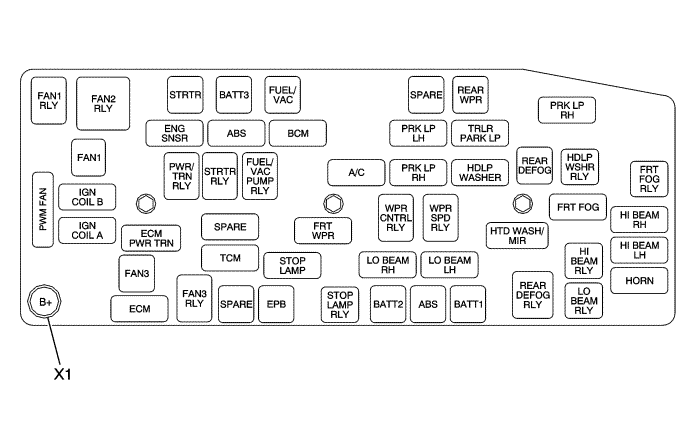 FAN1
RLY
FAN2
RLY
STRTR
BATT3
FUEL/
VAC
SPARE
REAR
WPR
PRK LP
RH
ENG
SNSR
ABS
BCM
PRK LP
LH
TRLR
PARK LP
FAN1
PWR/
TRN
RLY
STRTR
RLY
FUEL/
VAC
PUMP
RLY
A/C
PRK LP
RH
HDLP
WASHER
REAR
DEFOG
HDLP
WSHR
RLY
FRT
FOG
RLY
PWM FAN
IGN
COIL B
IGN
COIL A
ECM
PWR TRN
SPARE
FRT
WPR
WPR
CNTRL
RLY
WPR
SPD
RLY
FRT FOG
HTD WASH/
MIR
HI BEAM
RH
HI BEAM
LH
TCM
STOP
LAMP
LO BEAM
RH
LO BEAM
LH
HI
BEAM
RLY
HORN
FAN3
FAN3
RLY
REAR
DEFOG
RLY
LO
BEAM
RLY
B+
ECM
SPARE
EPB
STOP
LAMP
RLY
BATT2
ABS
BATT1
X1